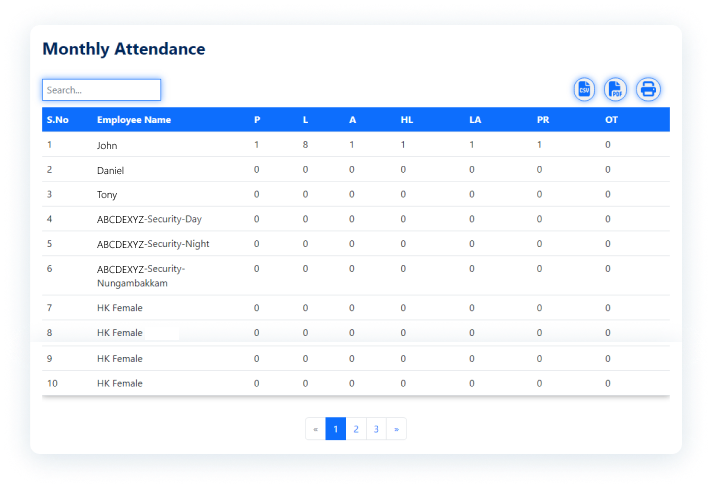 Monthly Attendance
Search...
CSV PDF
S.No Employee Name P L A HL LA PR OT
1 John 1 8 1 1 1 1 0
2 Daniel 0 0 0 0 0 0 0
3 Tony 0 0 0 0 0 0 0
4 ABCDEXYZ-Security-Day 0 0 0 0 0 0 0
5 ABCDEXYZ-Security-Night 0 0 0 0 0 0 0
6 ABCDEXYZ-Security- 0 0 0 0 0 0 0
Nungambakkam
7 HK Female 0 0 0 0 0 0 0
8 HK Female 0 0 0 0 0 0 0
9 HK Female 0 0 0 0 0 0 0
10 HK Female 0 0 0 0 0 0 0
« 1 2 3 »